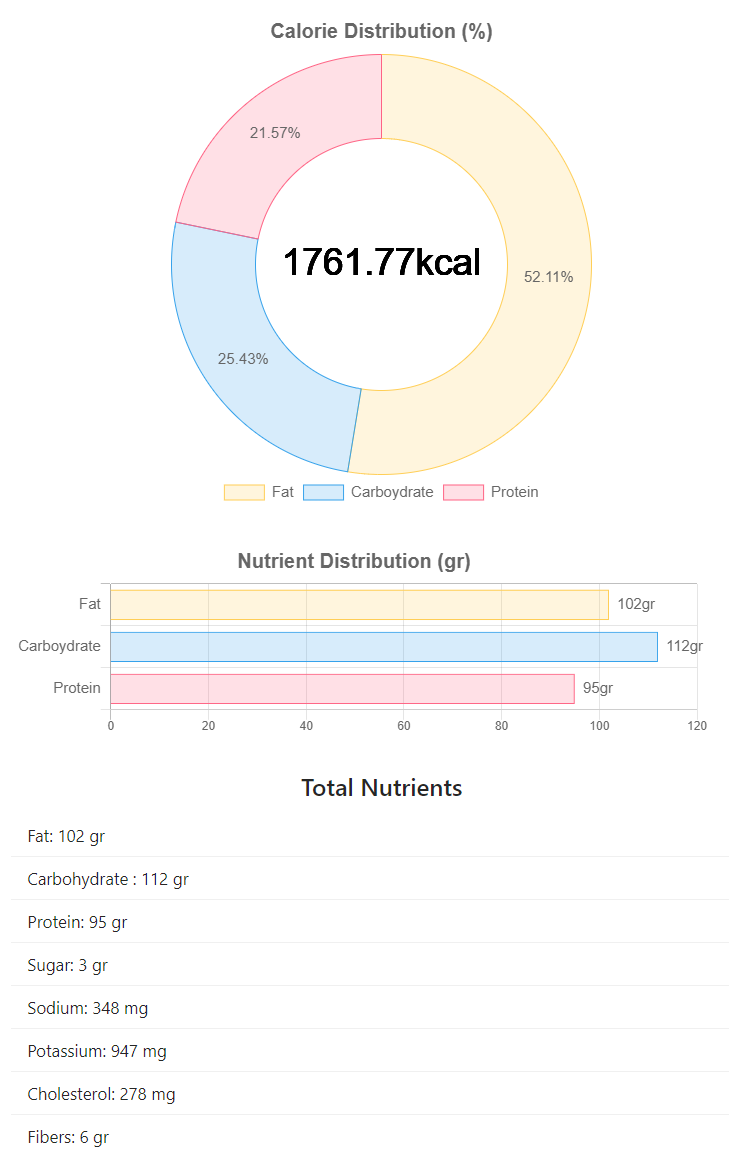 Calorie Distribution (%)
21.57%
1761.77kcal
52.11%
25.43%
Fat Carboydrate Protein
Nutrient Distribution (gr)
Fat 102gr
Carboydrate 112gr
Protein 95gr
0 20 40 60 80 100 120
Total Nutrients
Fat: 102 gr
Carbohydrate : 112 gr
Protein: 95 gr
Sugar: 3 gr
Sodium: 348 mg
Potassium: 947 mg
Cholesterol: 278 mg
Fibers: 6 gr